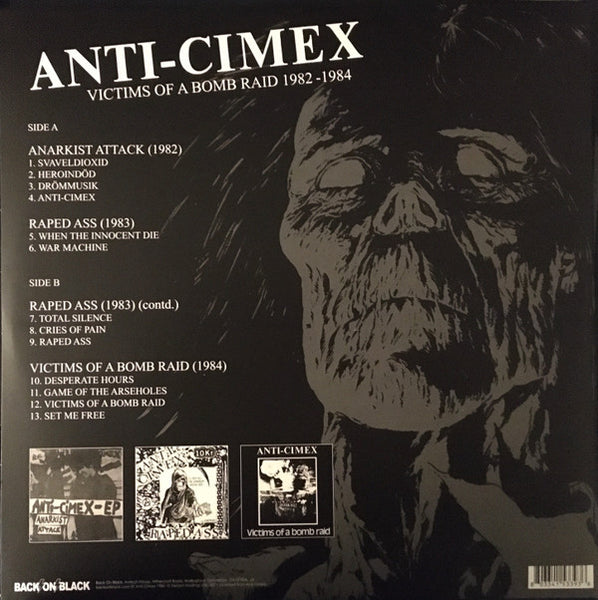 ANTI-CIMEX
VICTIMS OF A BOMB RAID 1982-1984
SIDE A
ANARKIST ATTACK (1982)
1. SVAVELDIOXID
2. HEROINDÖD
3. DRÖMMUSIK
4. ANTI-CIMEX
RAPED ASS (1983)
5. WHEN THE INNOCENT DIE
6. WAR MACHINE
SIDE B
RAPED ASS (1983) (contd.)
7. TOTAL SILENCE
8. CRIES OF PAIN
9. RAPED ASS
VICTIMS OF A BOMB RAID (1984)
10. DESPERATE HOURS
11. GAME OF THE ARSEHOLES
12. VICTIMS OF A BOMB RAID
13. SET ME FREE
ANTI-CIMEX-EP
ANARKIST
ATTACK
10Kr
RAPED ASS
ANTI-CIMEX
Victims of a bomb raid
BACK ON BLACK
Back On Black,